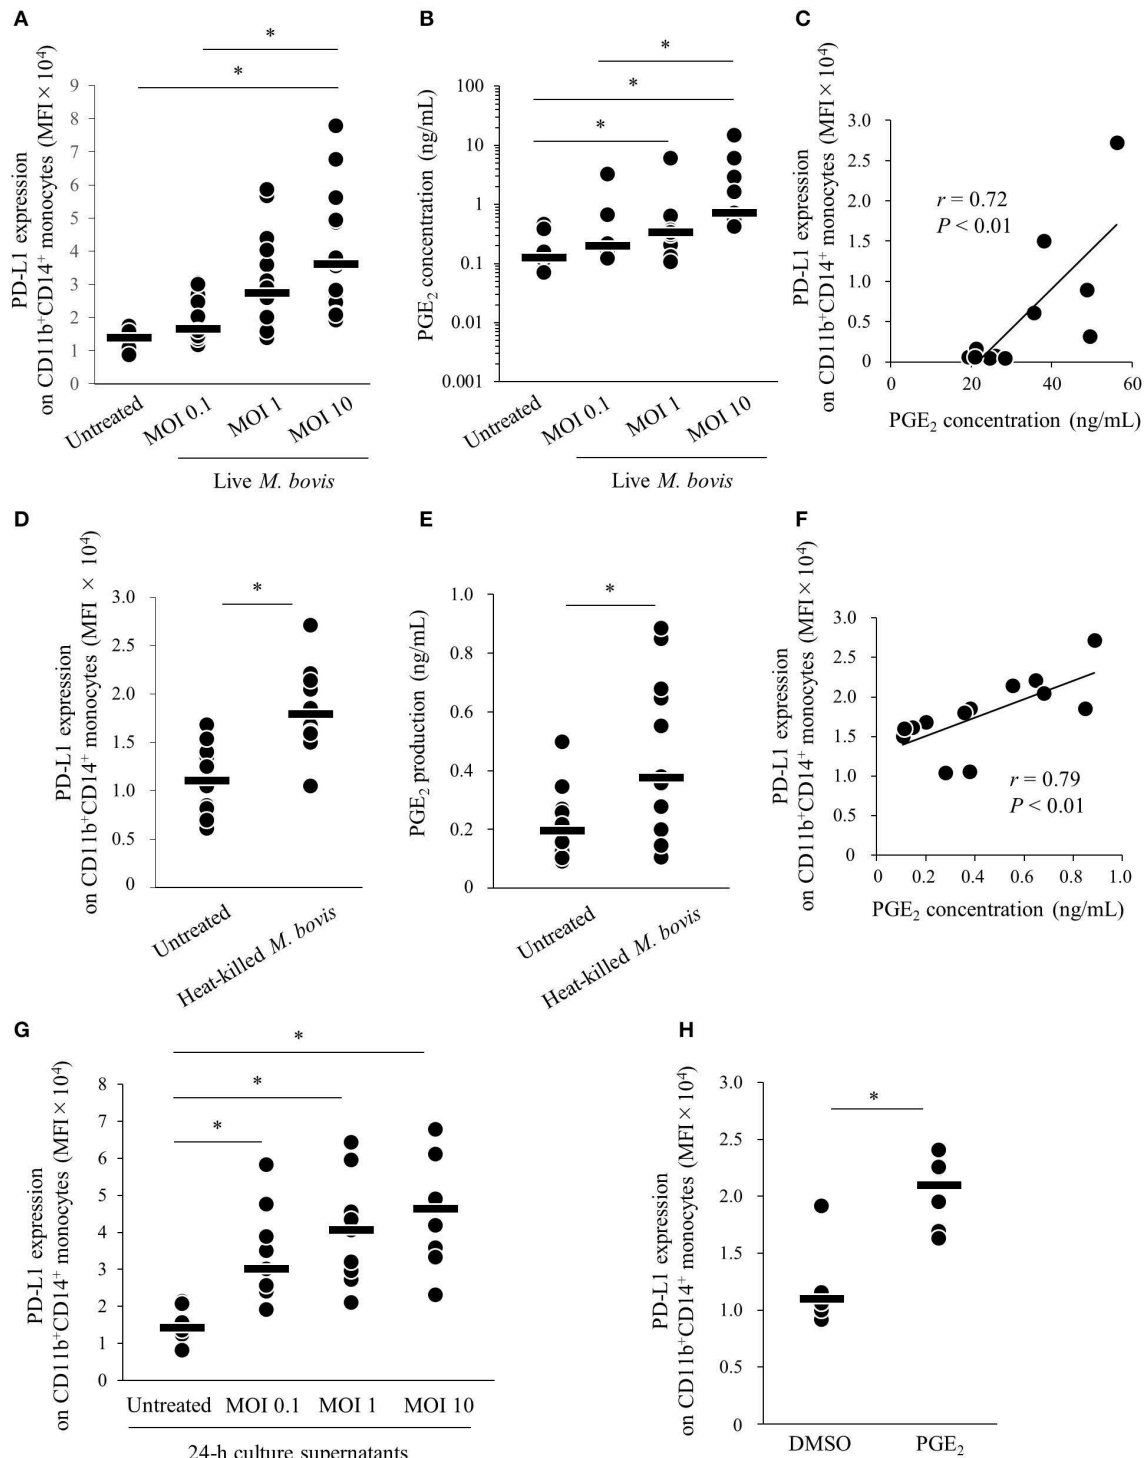 A
PD-L1 expression
on CD11b⁺CD14⁺ monocytes (MFI×10⁴)
9
8
7
6
5
4
3
2
1
0
*
*
Untreated
MOI 0.1
MOI 1
MOI 10
Live M. bovis
B
PGE₂ concentration (ng/mL)
100
10
1
0.1
0.01
0.001
*
*
*
Untreated
MOI 0.1
MOI 1
MOI 10
Live M. bovis
C
PD-L1 expression
on CD11b⁺CD14⁺ monocytes (MFI×10⁴)
3.0
2.5
2.0
1.5
1.0
0.5
0
r = 0.72
P < 0.01
0 20 40 60
PGE₂ concentration (ng/mL)
D
PD-L1 expression
on CD11b⁺CD14⁺ monocytes (MFI × 10⁴)
3.0
2.5
2.0
1.5
1.0
0.5
0
*
Untreated
Heat-killed M. bovis
E
PGE₂ production (ng/mL)
1.0
0.8
0.6
0.4
0.2
0
*
Untreated
Heat-killed M. bovis
F
PD-L1 expression
on CD11b⁺CD14⁺ monocytes (MFI×10⁴)
3.0
2.5
2.0
1.5
1.0
0.5
0
r = 0.79
P < 0.01
0 0.2 0.4 0.6 0.8 1.0
PGE₂ concentration (ng/mL)
G
PD-L1 expression
on CD11b⁺CD14⁺ monocytes (MFI×10⁴)
8
7
6
5
4
3
2
1
0
*
*
*
Untreated MOI 0.1 MOI 1 MOI 10
24-h culture supernatants
H
PD-L1 expression
on CD11b⁺CD14⁺ monocytes (MFI×10⁴)
3.0
2.5
2.0
1.5
1.0
0.5
0
*
DMSO PGE₂